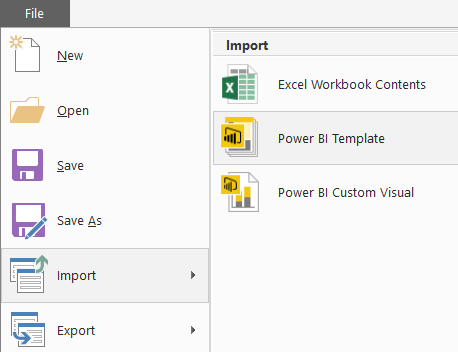 File
New
Open
Save
Save As
Import
Export
Import
Excel Workbook Contents
Power BI Template
Power BI Custom Visual